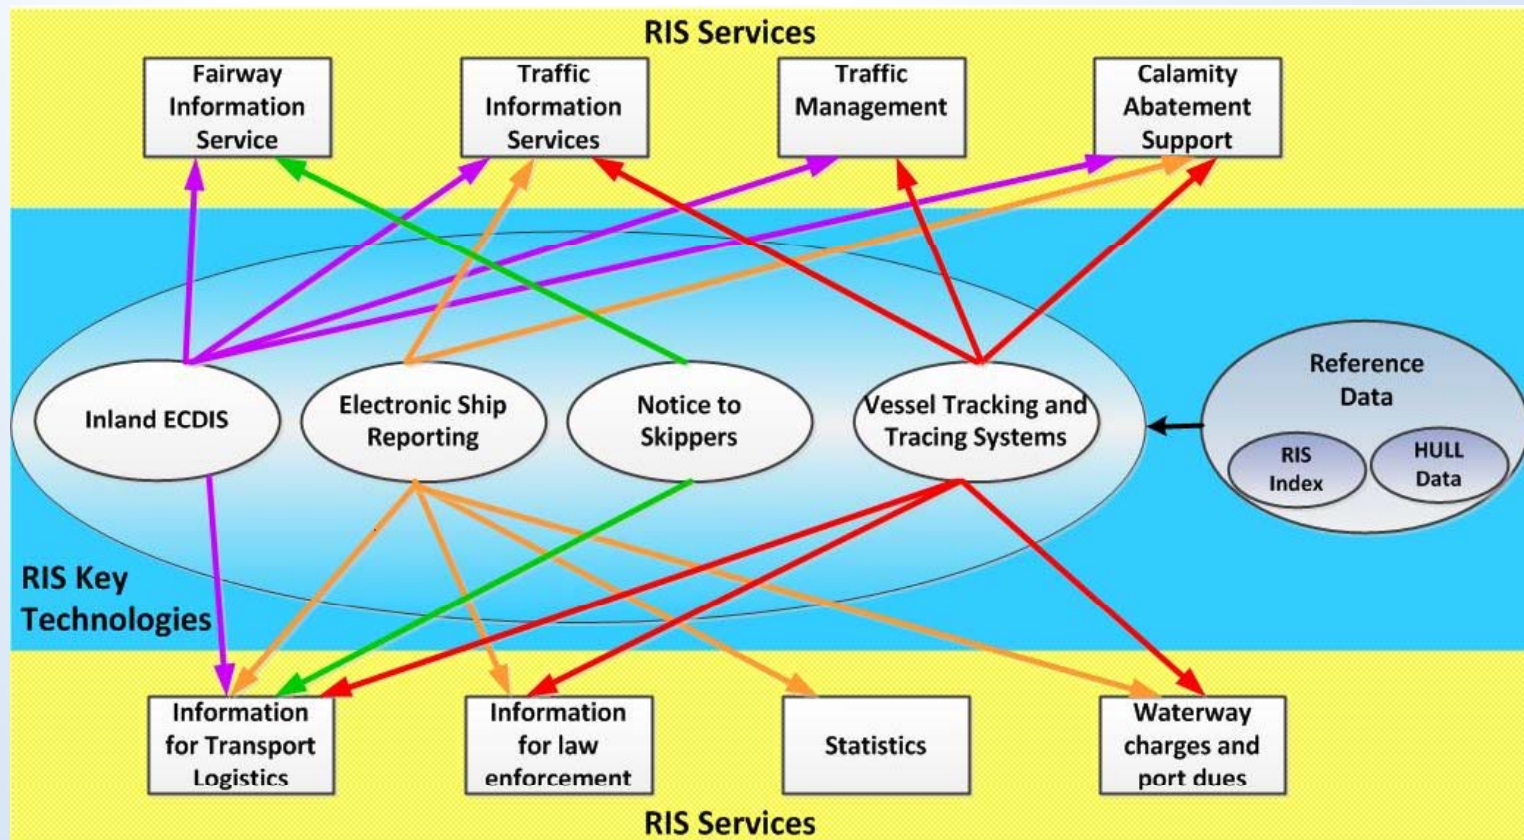 RIS Services
Fairway
Information
Service
Traffic
Information
Services
Traffic
Management
Calamity
Abatement
Support
Inland ECDIS
Electronic Ship
Reporting
Notice to
Skippers
Vessel Tracking and
Tracing Systems
Reference
Data
RIS
Index
HULL
Data
RIS Key
Technologies
Information
for Transport
Logistics
Information
for law
enforcement
Statistics
Waterway
charges and
port dues
RIS Services